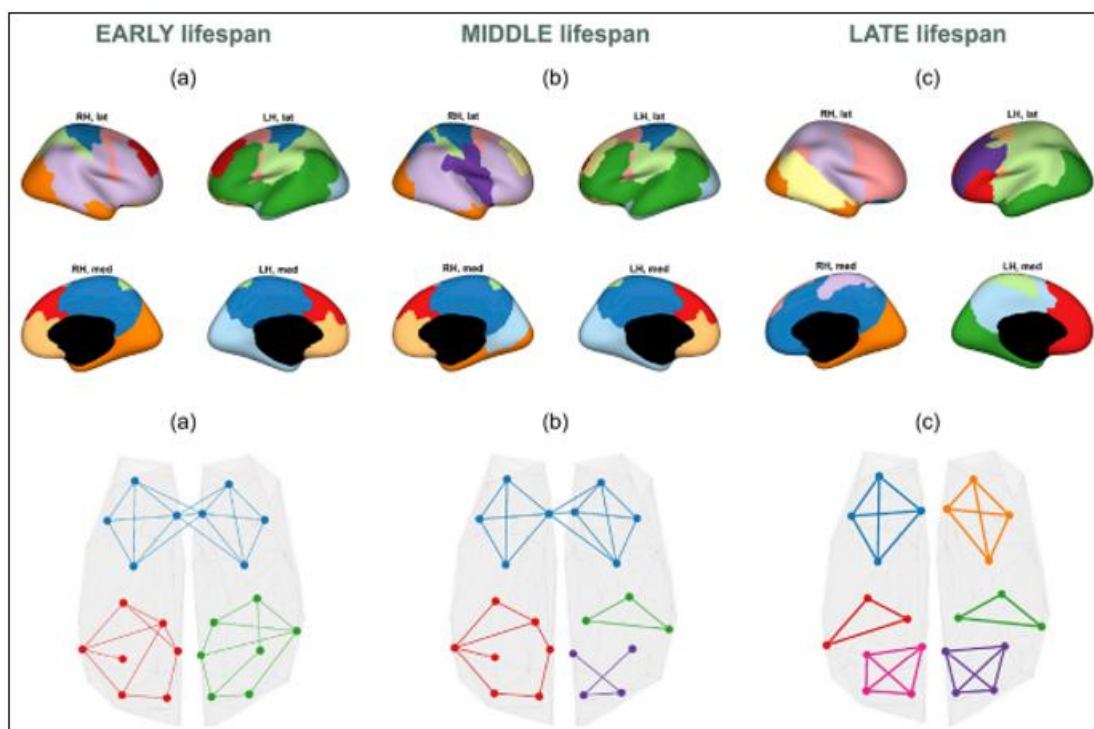 EARLY lifespan MIDDLE lifespan LATE lifespan
(a) (b) (c)
RH, lat LH, lat RH, lat LH, lat RH, lat LH, lat
RH, med LH, med RH, med LH, med RH, med LH, med
(a) (b) (c)